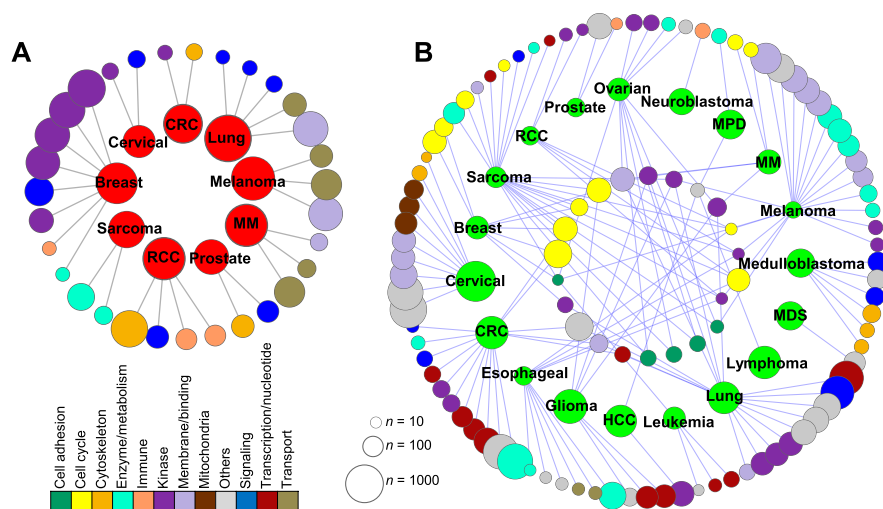 A
CRC
Lung
Cervical
Breast
Melanoma
Sarcoma
MM
RCC
Prostate
Cell adhesion
Cell cycle
Cytoskeleton
Enzyme/metabolism
Immune
Kinase
Membrane/binding
Mitochondria
Others
Signaling
Transcription/nucleotide
Transport
B
Ovarian
Prostate
Neuroblastoma
RCC
MPD
Sarcoma
MM
Breast
Melanoma
Cervical
Medulloblastoma
CRC
MDS
Esophageal
Lymphoma
Glioma
HCC
Leukemia
Lung
n = 10
n = 100
n = 1000